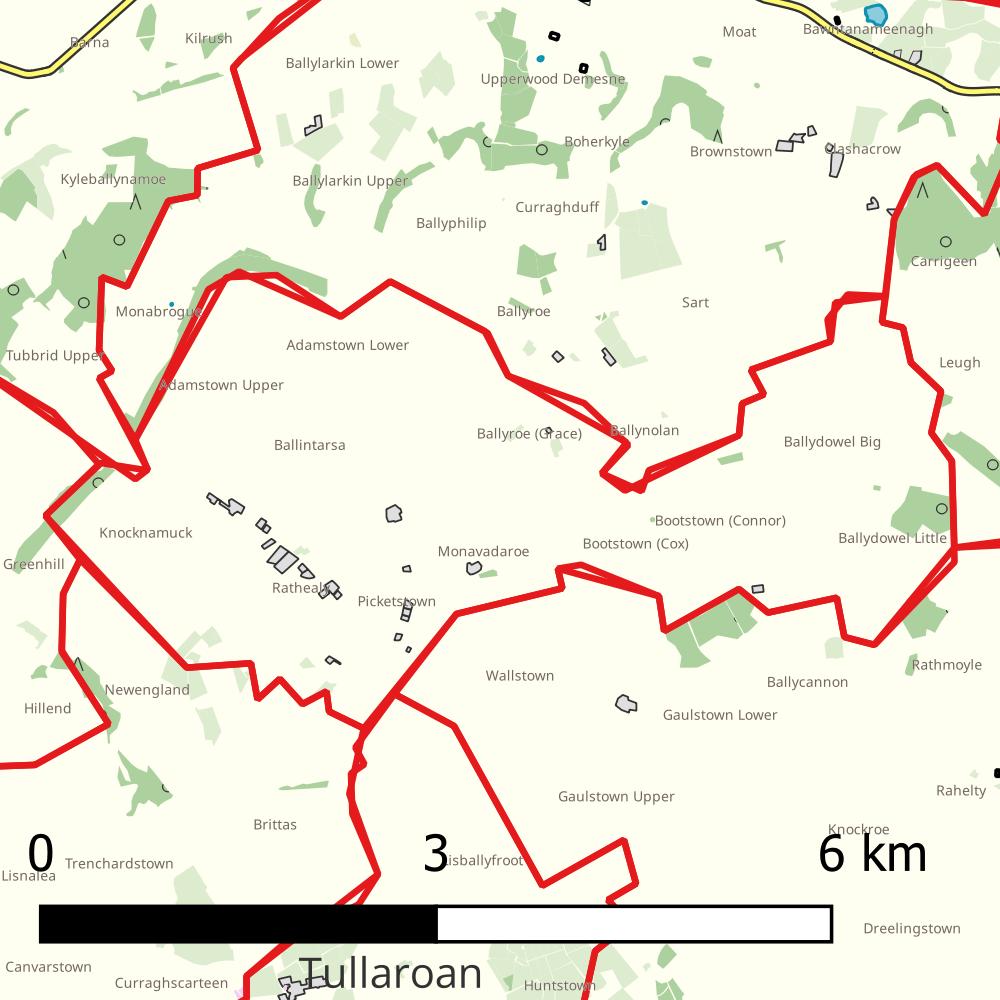 Moat
Bawntanameenagh
Barna
Kilrush
Ballylarkin Lower
Upperwood Demesne
Boherkyle
Brownstown
Glashacrow
Kyleballynamoe
Ballylarkin Upper
Curraghduff
Ballyphilip
Carrigeen
Monabrogue
Ballyroe
Sart
Tubbrid Upper
Adamstown Lower
Leugh
Adamstown Upper
Ballintarsa
Ballyroe (Grace)
Ballynolan
Ballydowel Big
Knocknamuck
Bootstown (Connor)
Bootstown (Cox)
Ballydowel Little
Greenhill
Monavadaroe
Rathealy
Picketstown
Wallstown
Rathmoyle
Newengland
Ballycannon
Hillend
Gaulstown Lower
Gaulstown Upper
Rahelty
Brittas
Knockroe
0 3 6 km
Trenchardstown
Lisballyfroot
Lisnalea
Dreelingstown
Canvarstown
Tullaroan
Curraghscarteen
Huntstown